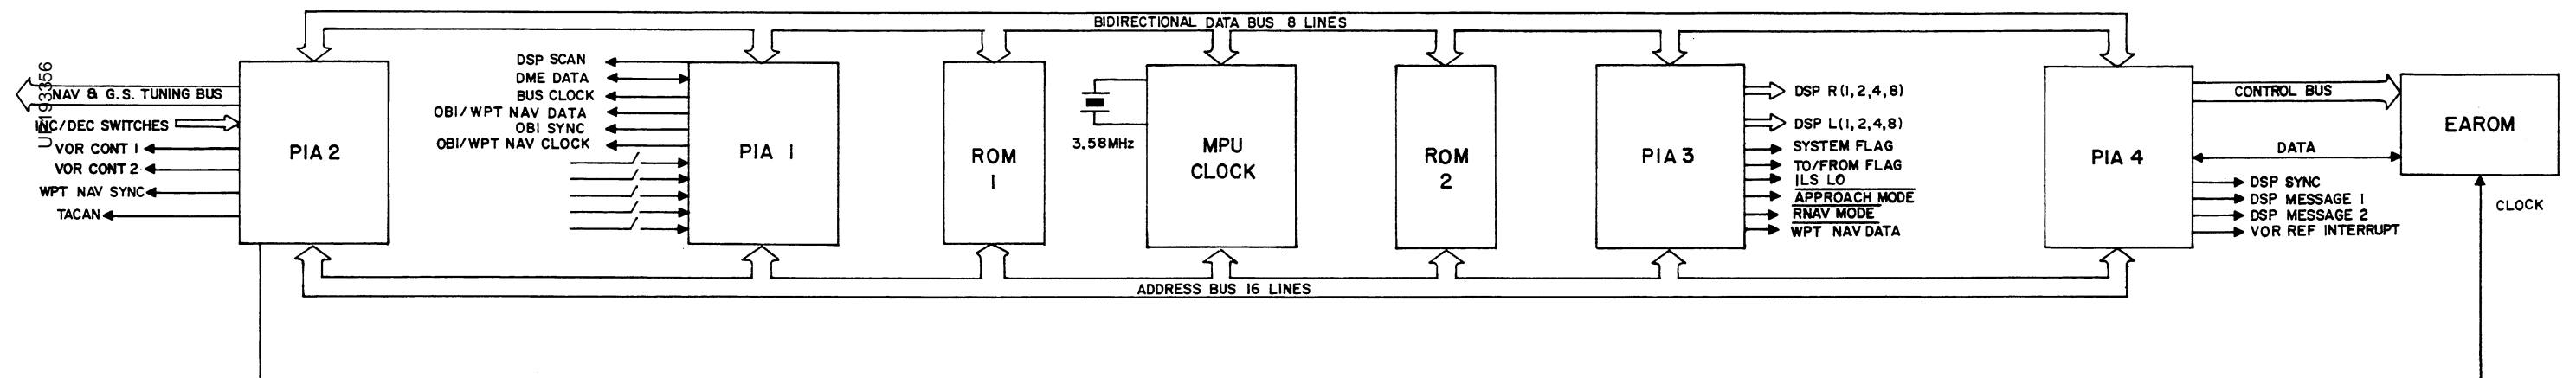 BIDIRECTIONAL DATA BUS 8 LINES
NAV & G.S. TUNING BUS
INC/DEC SWITCHES
VOR CONT 1
VOR CONT 2
WPT NAV SYNC
TACAN
PIA 2
DSP SCAN
DME DATA
BUS CLOCK
OBI/WPT NAV DATA
OBI SYNC
OBI/WPT NAV CLOCK
PIA 1
ROM
1
3.58MHz
MPU
CLOCK
ROM
2
PIA 3
DSP R(1,2,4,8)
DSP L(1,2,4,8)
SYSTEM FLAG
TO/FROM FLAG
ILS LO
APPROACH MODE
RNAV MODE
WPT NAV DATA
PIA 4
CONTROL BUS
DATA
DSP SYNC
DSP MESSAGE 1
DSP MESSAGE 2
VOR REF INTERRUPT
EAROM
CLOCK
ADDRESS BUS 16 LINES